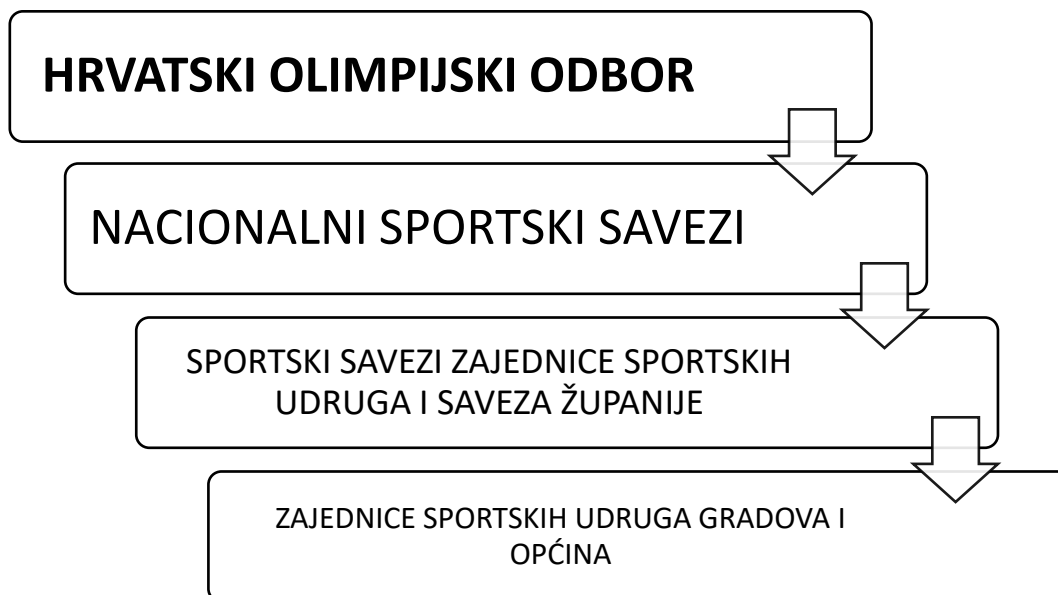 HRVATSKI OLIMPIJSKI ODBOR
NACIONALNI SPORTSKI SAVEZI
SPORTSKI SAVEZI ZAJEDNICE SPORTSKIH
UDRUGA I SAVEZA ŽUPANIJE
ZAJEDNICE SPORTSKIH UDRUGA GRADOVA I
OPĆINA